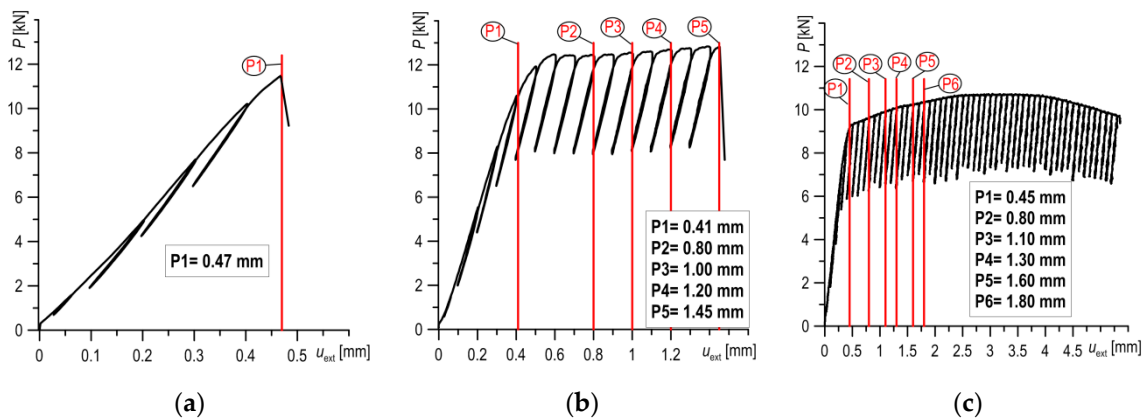 P [kN]
12
10
8
6
4
2
0
0
0.1
0.2
0.3
0.4
0.5
u_ext [mm]
P1
P1= 0.47 mm
(a)
P [kN]
12
10
8
6
4
2
0
0
0.2
0.4
0.6
0.8
1
1.2
u_ext [mm]
P1
P2
P3
P4
P5
P1= 0.41 mm
P2= 0.80 mm
P3= 1.00 mm
P4= 1.20 mm
P5= 1.45 mm
(b)
P [kN]
12
10
8
6
4
2
0
0
0.5
1
1.5
2
2.5
3
3.5
4
4.5
u_ext [mm]
P1
P2
P3
P4
P5
P6
P1= 0.45 mm
P2= 0.80 mm
P3= 1.10 mm
P4= 1.30 mm
P5= 1.60 mm
P6= 1.80 mm
(c)